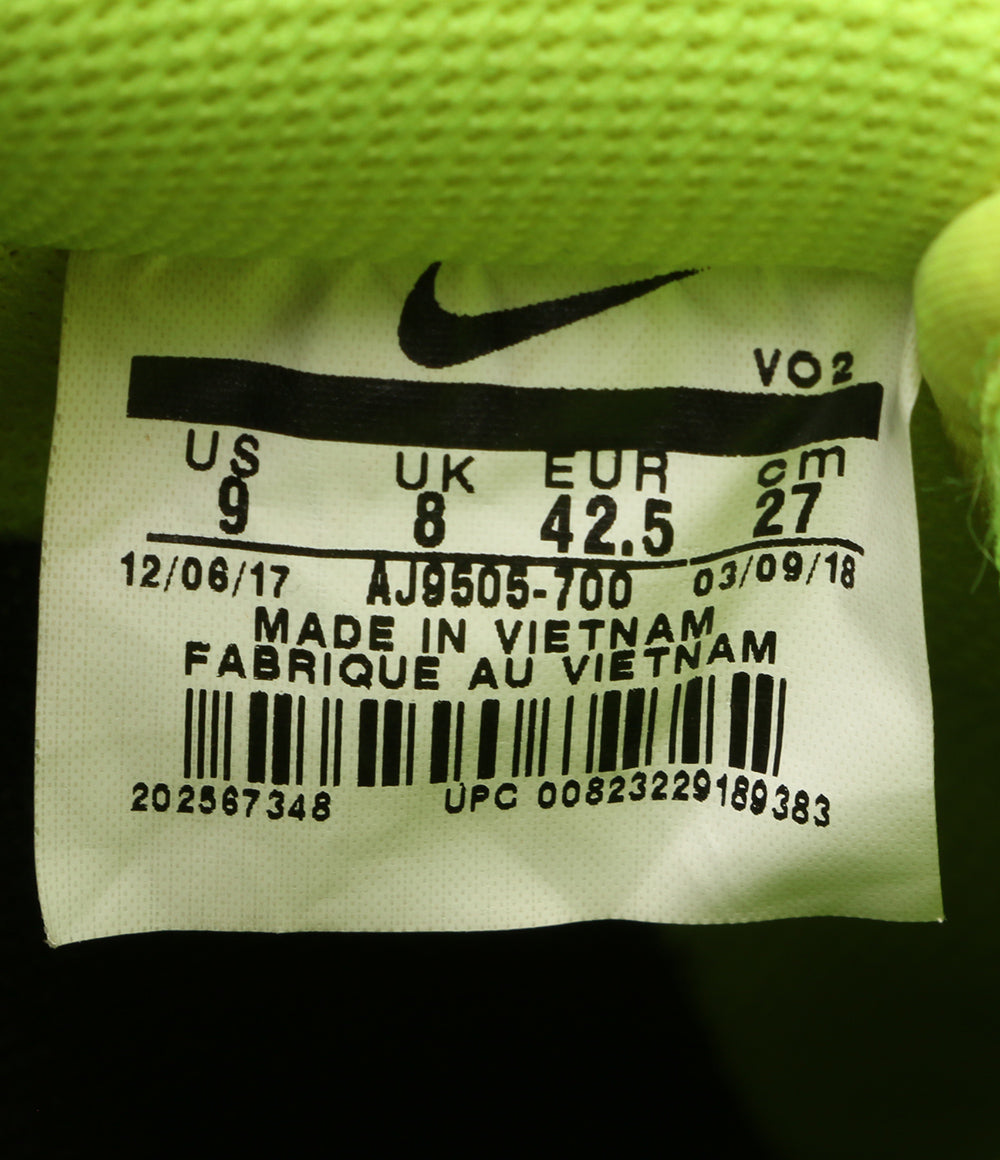 VO2
US UK EUR cm
9 8 42.5 27
12/06/17 AJ9505-700 03/09/18
MADE IN VIETNAM
FABRIQUE AU VIETNAM
202567348 UPC 00823229189383